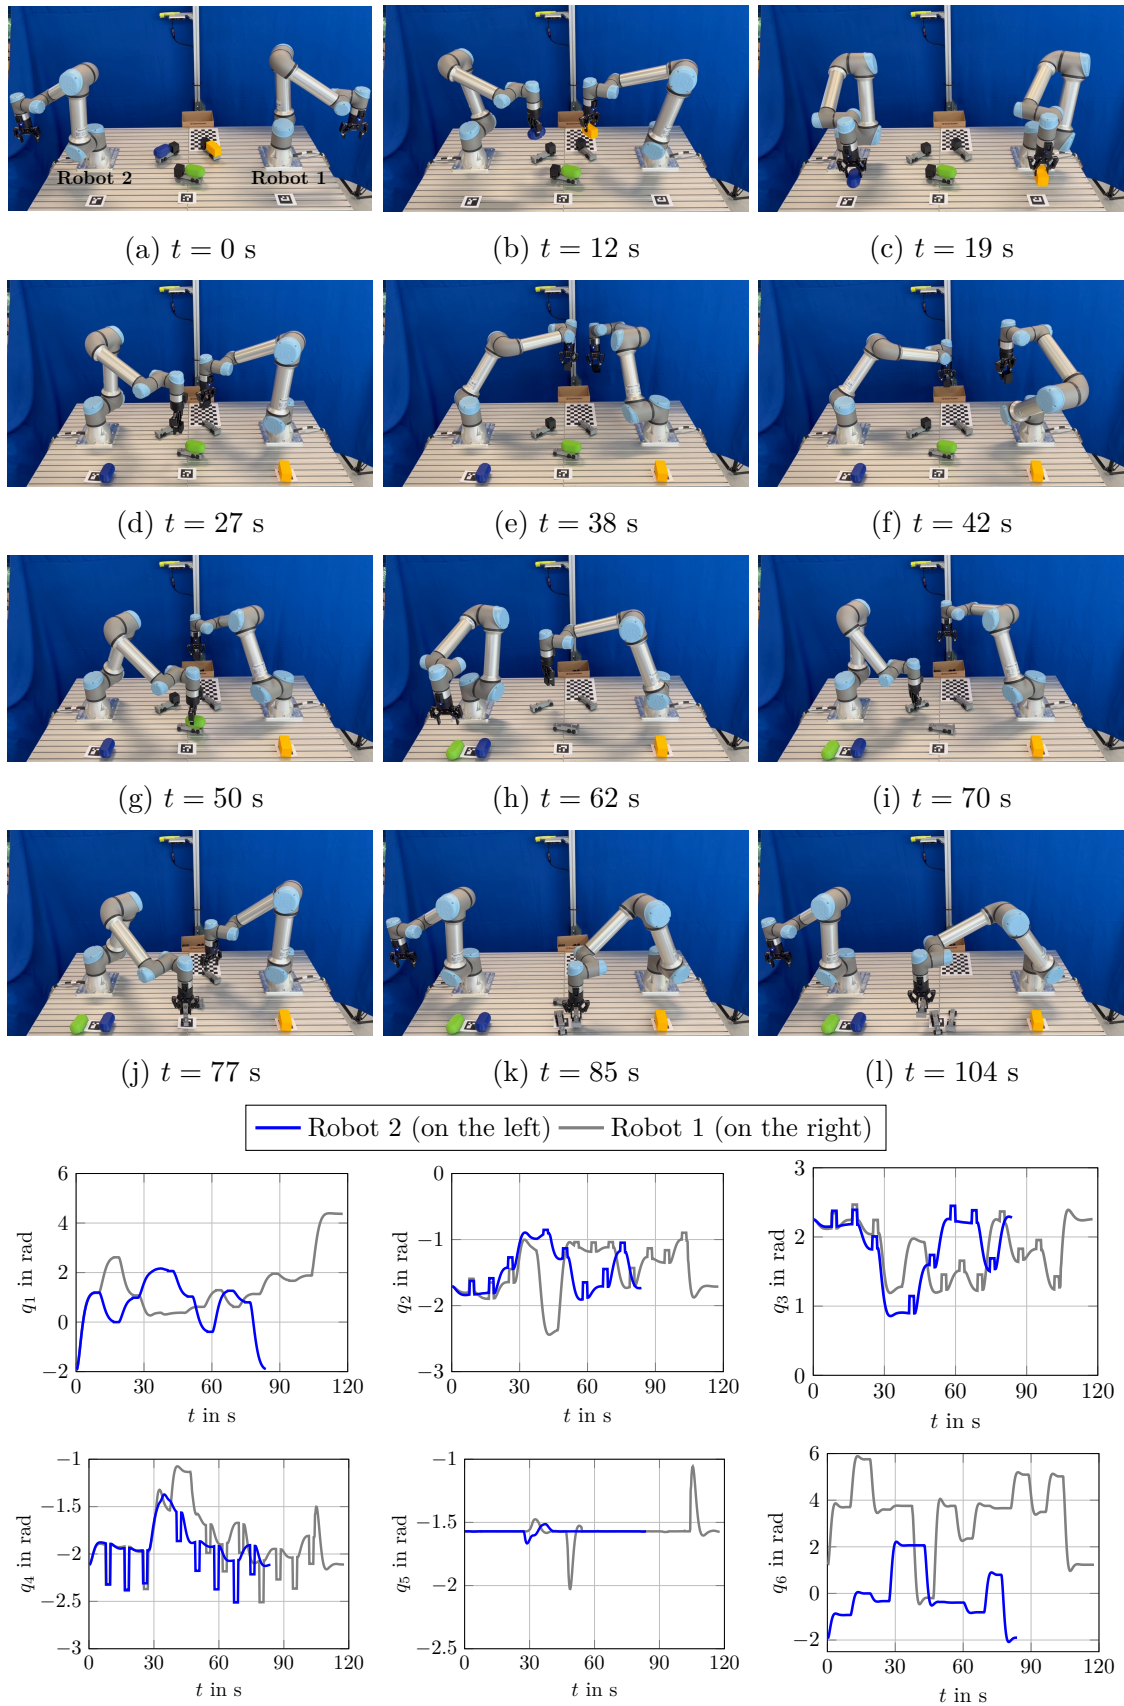 Robot 2
Robot 1
(a) t = 0 s
(b) t = 12 s
(c) t = 19 s
(d) t = 27 s
(e) t = 38 s
(f) t = 42 s
(g) t = 50 s
(h) t = 62 s
(i) t = 70 s
(j) t = 77 s
(k) t = 85 s
(l) t = 104 s
Robot 2 (on the left) Robot 1 (on the right)
6
4
2
0
−2
q1 in rad
0 30 60 90 120
t in s
0
−1
−2
−3
q2 in rad
0 30 60 90 120
t in s
3
2
1
0
q3 in rad
0 30 60 90 120
t in s
−1
−1.5
−2
−2.5
−3
q4 in rad
0 30 60 90 120
t in s
−1
−1.5
−2
−2.5
q5 in rad
0 30 60 90 120
t in s
6
4
2
0
−2
q6 in rad
0 30 60 90 120
t in s